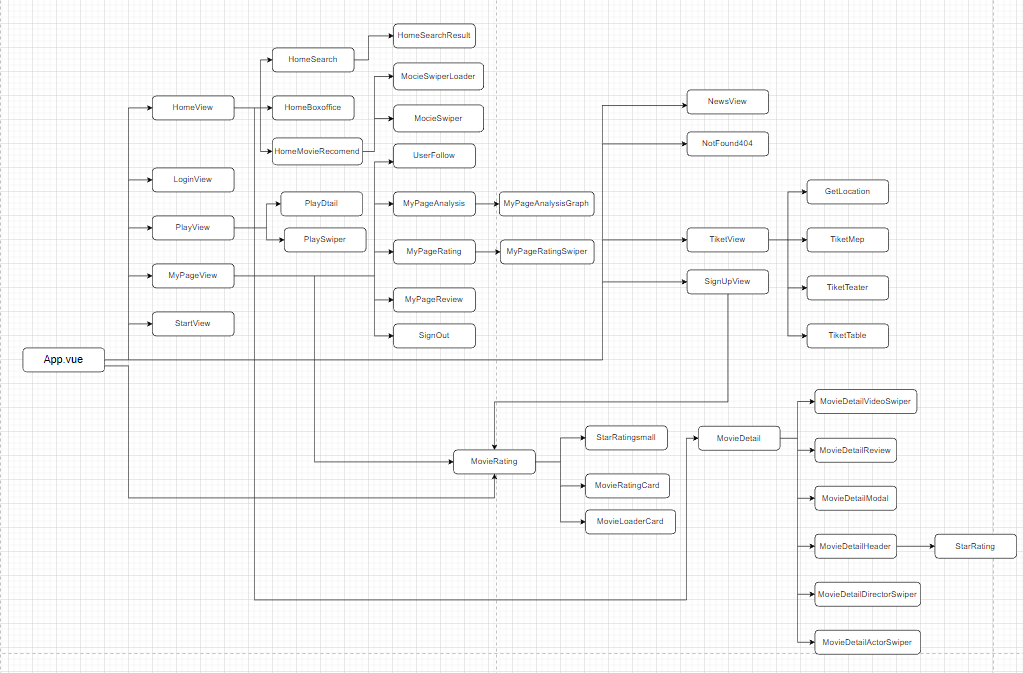 HomeSearchResult
HomeSearch
MocieSwiperLoader
HomeView
HomeBoxoffice
MocieSwiper
NewsView
HomeMovieRecomend
UserFollow
NotFound404
LoginView
PlayDtail
MyPageAnalysis
MyPageAnalysisGraph
GetLocation
PlayView
PlaySwiper
MyPageRating
MyPageRatingSwiper
TiketView
TiketMep
MyPageView
SignUpView
MyPageReview
TiketTeater
StartView
SignOut
TiketTable
App.vue
MovieDetailVideoSwiper
StarRatingsmall
MovieDetail
MovieDetailReview
MovieRating
MovieRatingCard
MovieDetailModal
MovieLoaderCard
MovieDetailHeader
StarRating
MovieDetailDirectorSwiper
MovieDetailActorSwiper